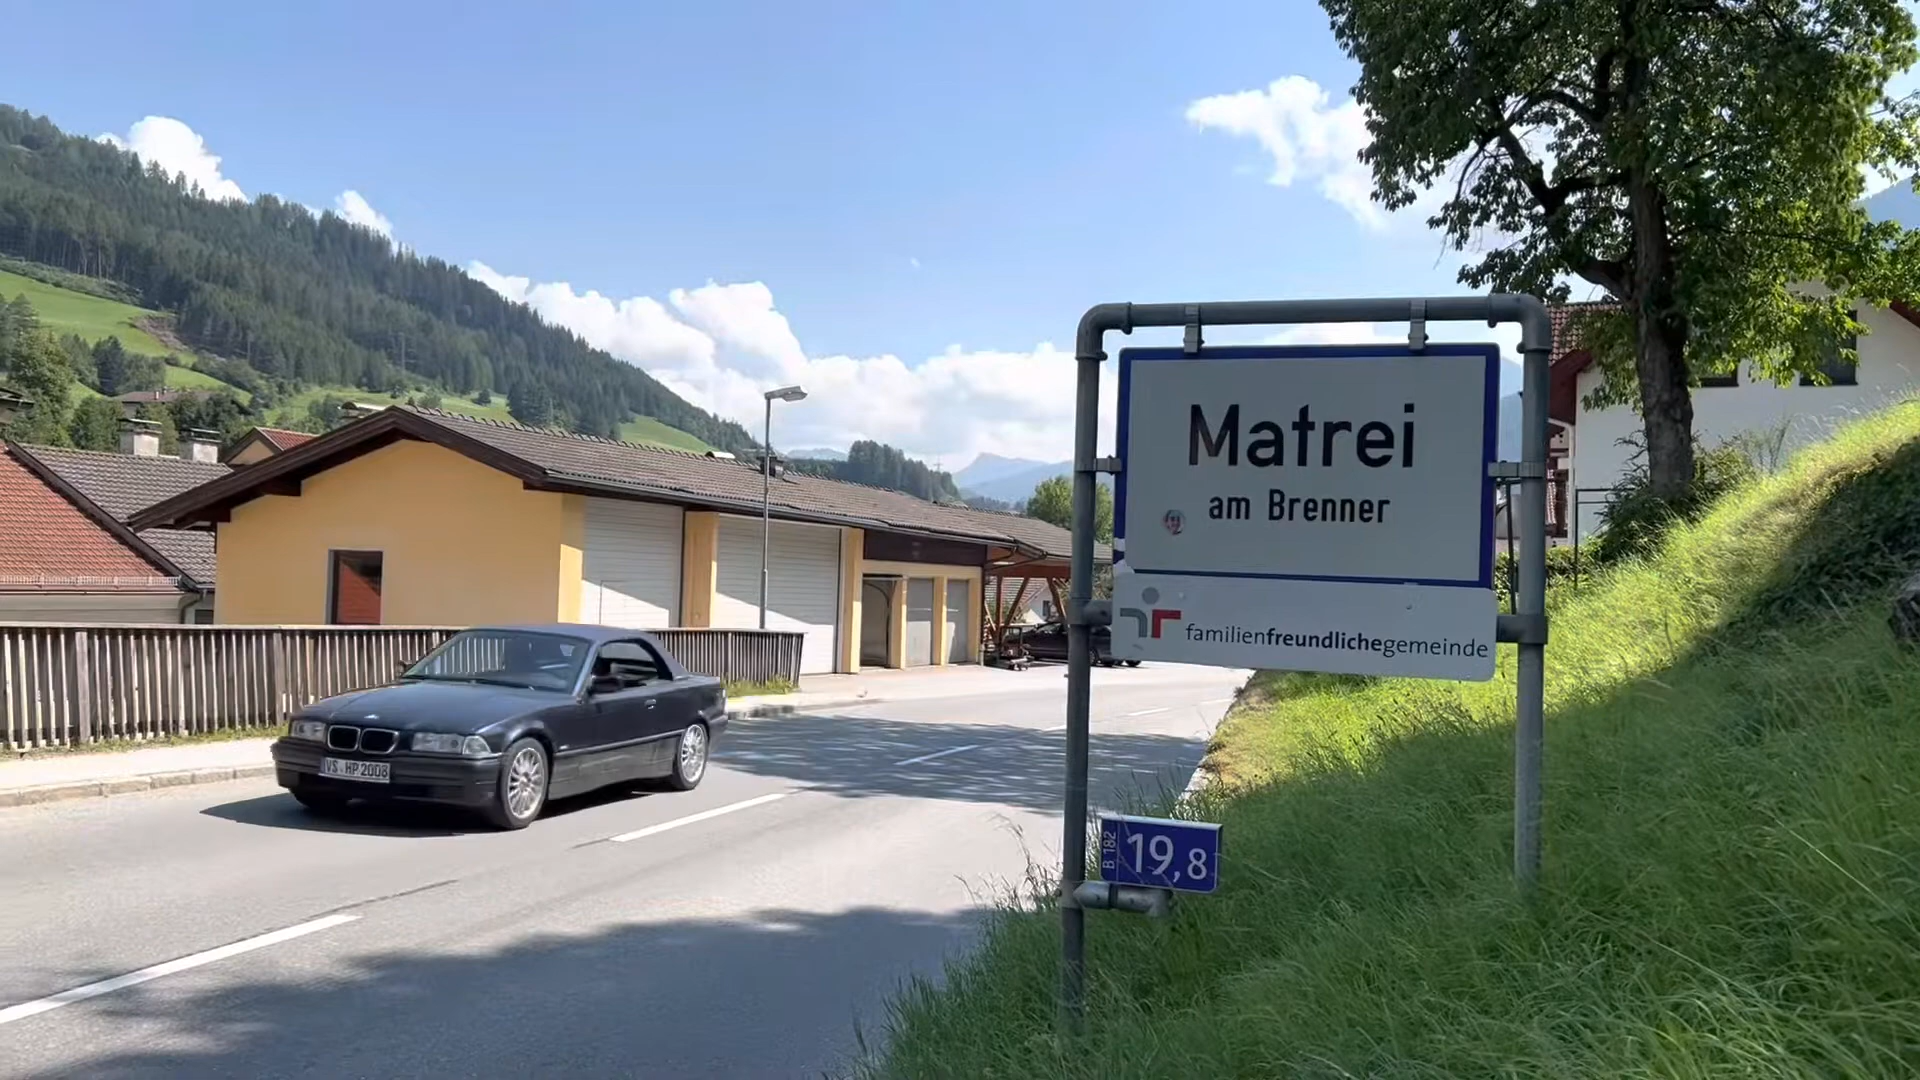 Matrei
am Brenner
familienfreundlichegemeinde
B 182
19,8
VS HP 2008